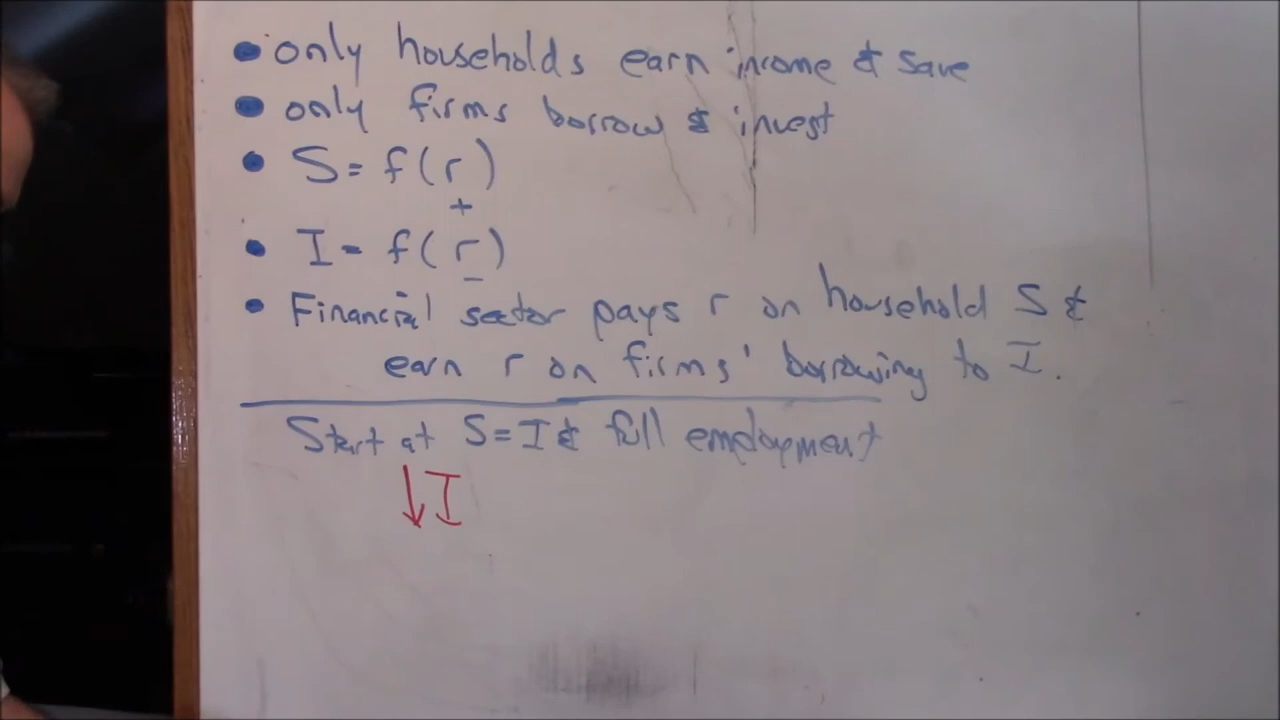 • only households earn income & save
• only firms borrow & invest
• S = f(r)
+
• I = f(r)
-
• Financial sector pays r on household S &
earn r on firms' borrowing to I.
Start at S=I & full employment
↓I